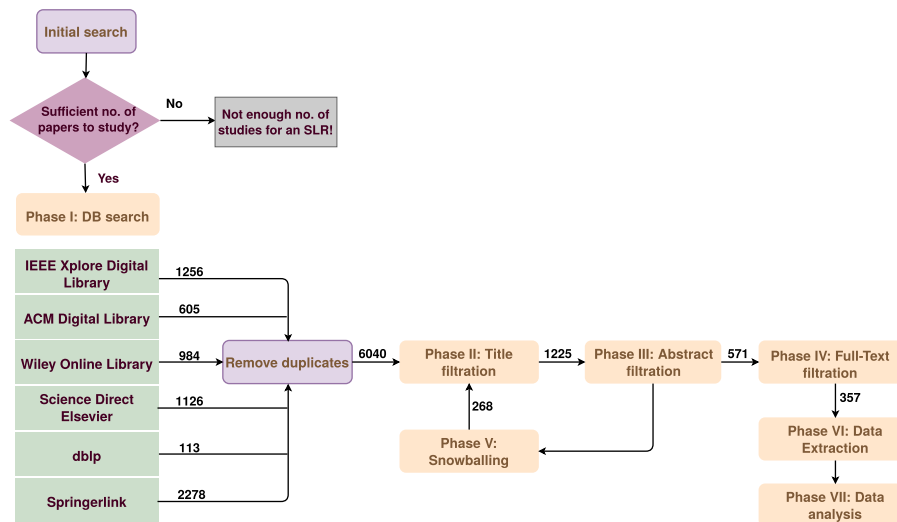 Initial search
Sufficient no. of
papers to study?
No
Not enough no. of
studies for an SLR!
Yes
Phase I: DB search
IEEE Xplore Digital
Library
1256
ACM Digital Library
605
Wiley Online Library
984
Science Direct
Elsevier
1126
dblp
113
Springerlink
2278
Remove duplicates
6040
Phase II: Title
filtration
1225
Phase III: Abstract
filtration
571
Phase IV: Full-Text
filtration
268
357
Phase V:
Snowballing
Phase VI: Data
Extraction
Phase VII: Data
analysis